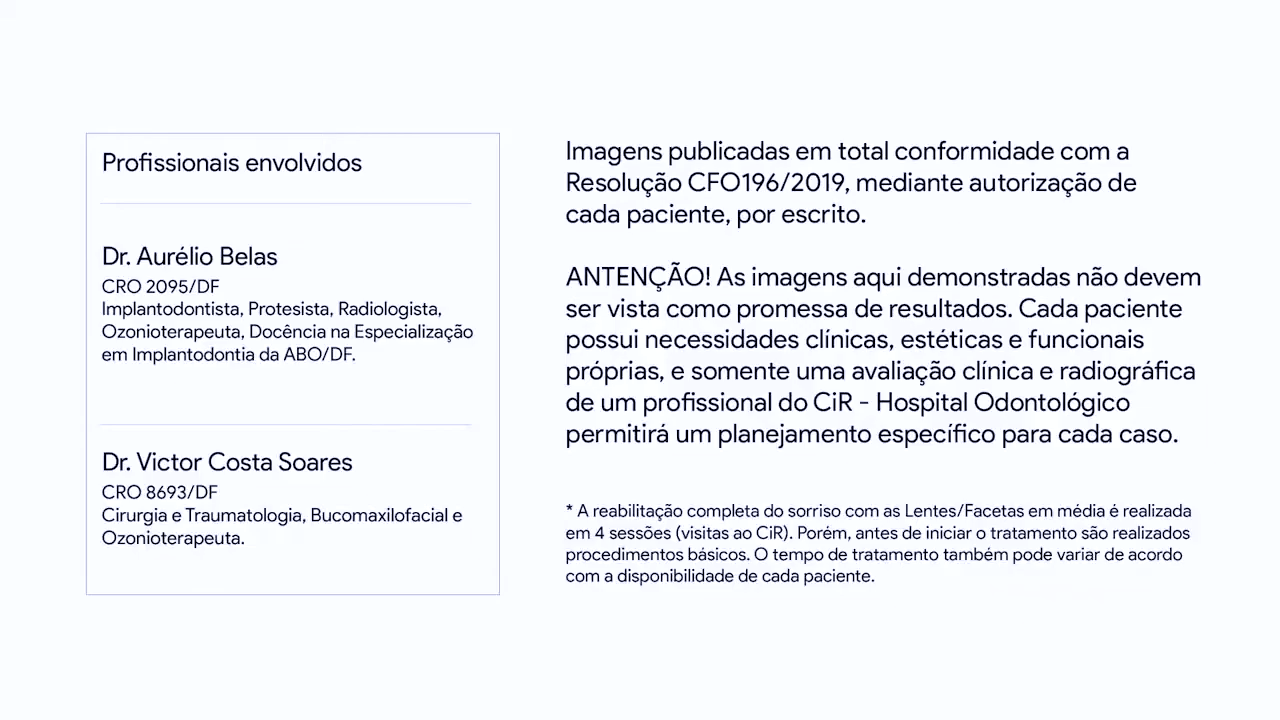 Profissionais envolvidos
Dr. Aurélio Belas
CRO 2095/DF
Implantodontista, Protesista, Radiologista,
Ozonioterapeuta, Docência na Especialização
em Implantodontia da ABO/DF.
Dr. Victor Costa Soares
CRO 8693/DF
Cirurgia e Traumatologia, Bucomaxilofacial e
Ozonioterapeuta.
Imagens publicadas em total conformidade com a
Resolução CFO196/2019, mediante autorização de
cada paciente, por escrito.
ANTENÇÃO! As imagens aqui demonstradas não devem
ser vista como promessa de resultados. Cada paciente
possui necessidades clínicas, estéticas e funcionais
próprias, e somente uma avaliação clínica e radiográfica
de um profissional do CiR - Hospital Odontológico
permitirá um planejamento específico para cada caso.
* A reabilitação completa do sorriso com as Lentes/Facetas em média é realizada
em 4 sessões (visitas ao CiR). Porém, antes de iniciar o tratamento são realizados
procedimentos básicos. O tempo de tratamento também pode variar de acordo
com a disponibilidade de cada paciente.